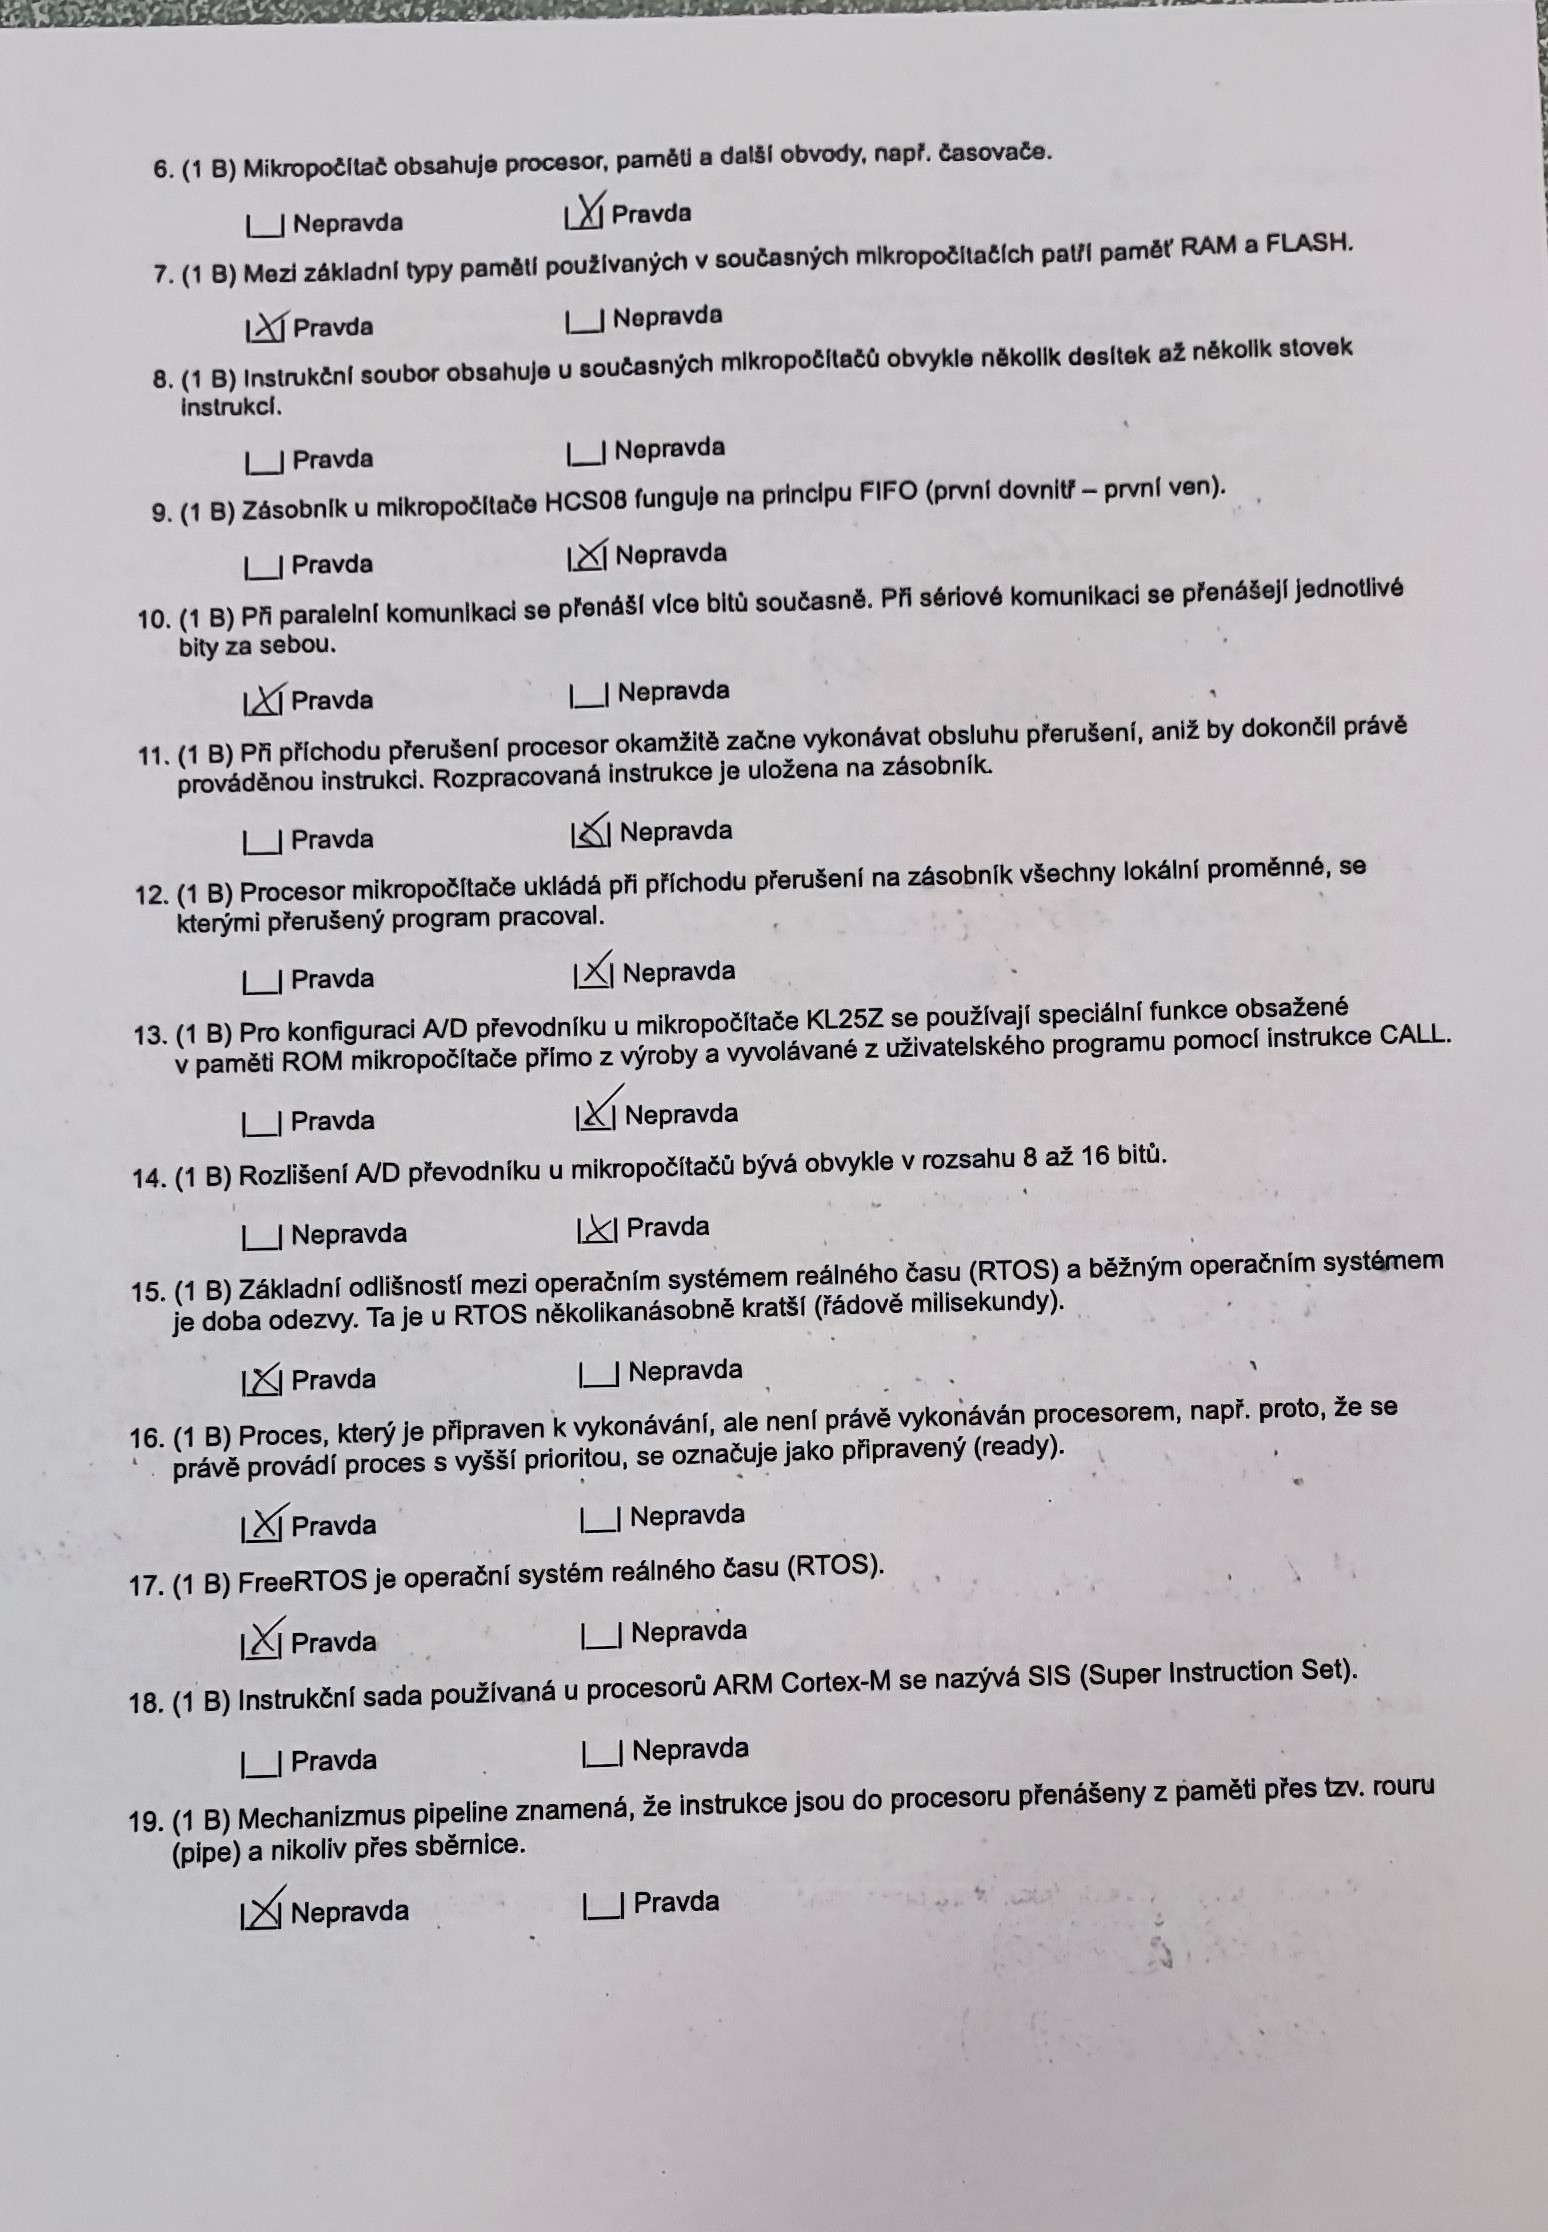 6. (1 B) Mikropočítač obsahuje procesor, paměti a další obvody, např. časovače.
|__| Nepravda |X| Pravda
7. (1 B) Mezi základní typy pamětí používaných v současných mikropočítačích patří paměť RAM a FLASH.
|X| Pravda |__| Nepravda
8. (1 B) Instrukční soubor obsahuje u současných mikropočítačů obvykle několik desítek až několik stovek
instrukcí.
|__| Pravda |__| Nepravda
9. (1 B) Zásobník u mikropočítače HCS08 funguje na principu FIFO (první dovnitř – první ven).
|__| Pravda |X| Nepravda
10. (1 B) Při paralelní komunikaci se přenáší více bitů současně. Při sériové komunikaci se přenášejí jednotlivé
bity za sebou.
|X| Pravda |__| Nepravda
11. (1 B) Při příchodu přerušení procesor okamžitě začne vykonávat obsluhu přerušení, aniž by dokončil právě
prováděnou instrukci. Rozpracovaná instrukce je uložena na zásobník.
|__| Pravda |X| Nepravda
12. (1 B) Procesor mikropočítače ukládá při příchodu přerušení na zásobník všechny lokální proměnné, se
kterými přerušený program pracoval.
|__| Pravda |X| Nepravda
13. (1 B) Pro konfiguraci A/D převodníku u mikropočítače KL25Z se používají speciální funkce obsažené
v paměti ROM mikropočítače přímo z výroby a vyvolávané z uživatelského programu pomocí instrukce CALL.
|__| Pravda |X| Nepravda
14. (1 B) Rozlišení A/D převodníku u mikropočítačů bývá obvykle v rozsahu 8 až 16 bitů.
|__| Nepravda |X| Pravda
15. (1 B) Základní odlišností mezi operačním systémem reálného času (RTOS) a běžným operačním systémem
je doba odezvy. Ta je u RTOS několikanásobně kratší (řádově milisekundy).
|X| Pravda |__| Nepravda
16. (1 B) Proces, který je připraven k vykonávání, ale není právě vykonáván procesorem, např. proto, že se
právě provádí proces s vyšší prioritou, se označuje jako připravený (ready).
|X| Pravda |__| Nepravda
17. (1 B) FreeRTOS je operační systém reálného času (RTOS).
|X| Pravda |__| Nepravda
18. (1 B) Instrukční sada používaná u procesorů ARM Cortex-M se nazývá SIS (Super Instruction Set).
|__| Pravda |__| Nepravda
19. (1 B) Mechanizmus pipeline znamená, že instrukce jsou do procesoru přenášeny z paměti přes tzv. rouru
(pipe) a nikoliv přes sběrnice.
|X| Nepravda |__| Pravda